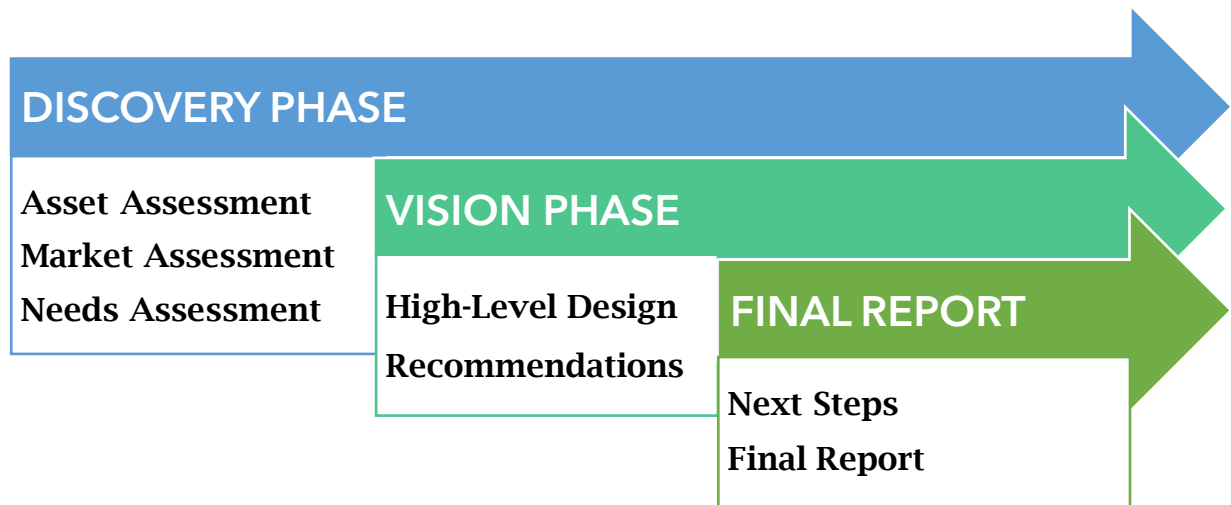 DISCOVERY PHASE
Asset Assessment
Market Assessment
Needs Assessment
VISION PHASE
High-Level Design
Recommendations
FINAL REPORT
Next Steps
Final Report